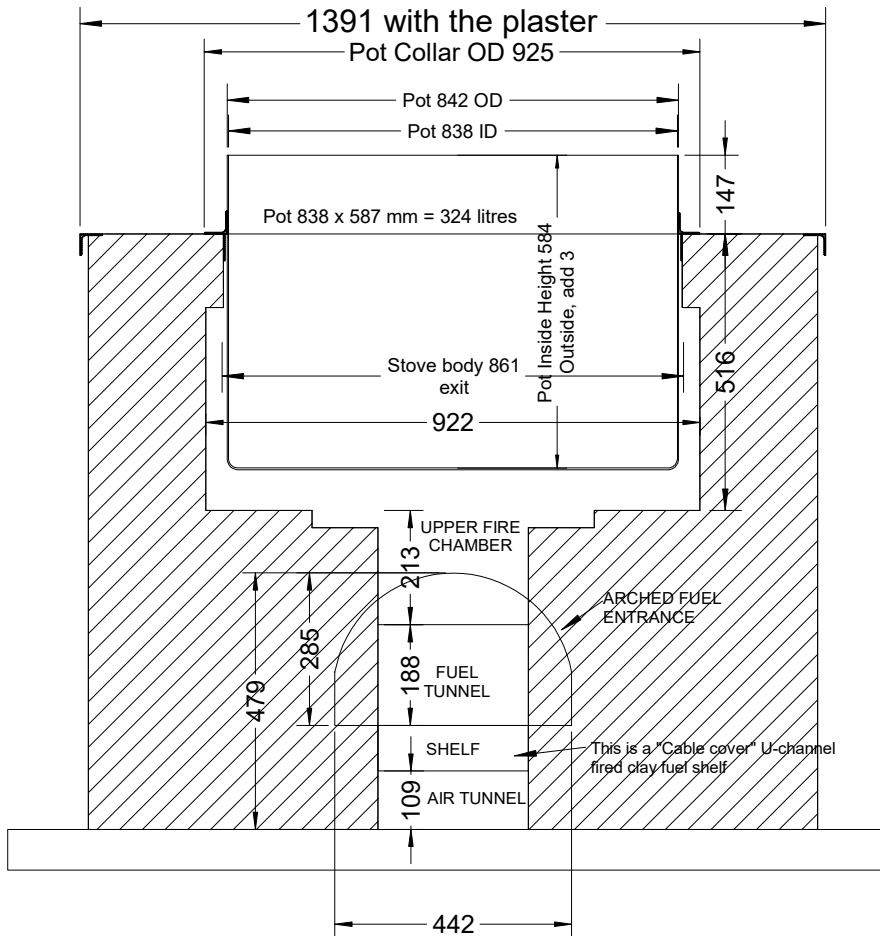 1391 with the plaster
Pot Collar OD 925
Pot 842 OD
Pot 838 ID
147
Pot 838 x 587 mm = 324 litres
Pot Inside Height 584
Outside, add 3
516
Stove body 861
exit
922
UPPER FIRE
CHAMBER
213
ARCHED FUEL
ENTRANCE
285
188
479
FUEL
TUNNEL
SHELF
This is a "Cable cover" U-channel
fired clay fuel shelf
109
AIR TUNNEL
442